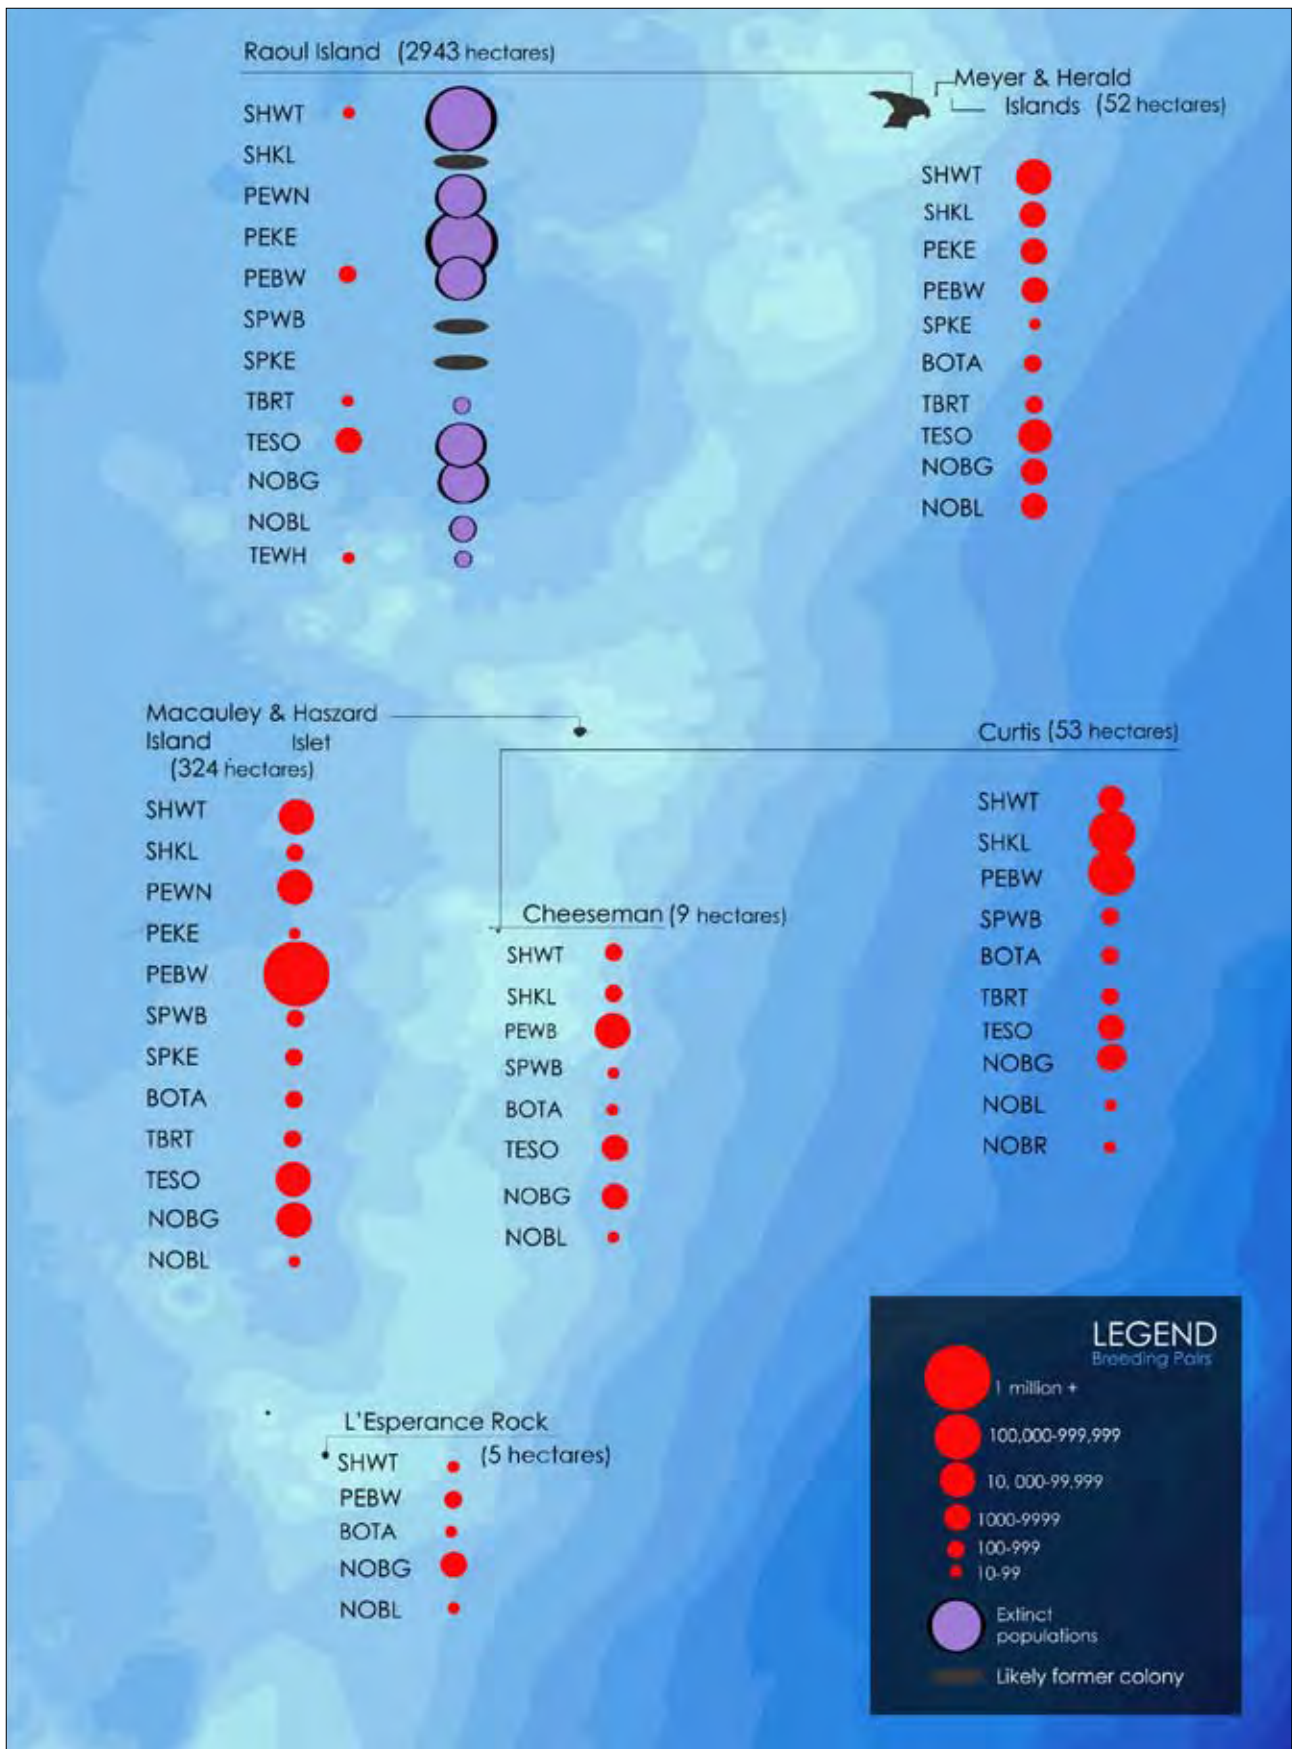 Raoul Island (2943 hectares)
SHWT
SHKL
PEWN
PEKE
PEBW
SPWB
SPKE
TBRT
TESO
NOBG
NOBL
TEWH
Meyer & Herald
Islands (52 hectares)
SHWT
SHKL
PEKE
PEBW
SPKE
BOTA
TBRT
TESO
NOBG
NOBL
Macauley & Haszard
Island Islet
(324 hectares)
SHWT
SHKL
PEWN
PEKE
PEBW
SPWB
SPKE
BOTA
TBRT
TESO
NOBG
NOBL
Cheeseman (9 hectares)
SHWT
SHKL
PEWB
SPWB
BOTA
TESO
NOBG
NOBL
Curtis (53 hectares)
SHWT
SHKL
PEBW
SPWB
BOTA
TBRT
TESO
NOBG
NOBL
NOBR
L'Esperance Rock
(5 hectares)
SHWT
PEBW
BOTA
NOBG
NOBL
LEGEND
Breeding Pairs
1 million +
100,000-999,999
10, 000-99.999
1000-9999
100-999
10-99
Extinct
populations
Likely former colony